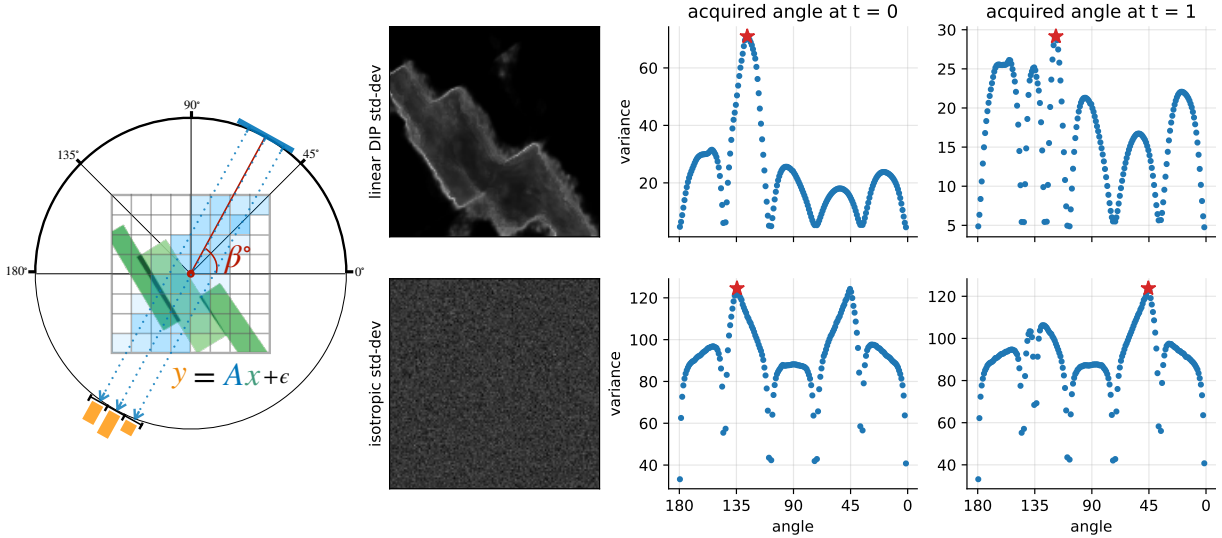 90°
135°
45°
180°
0°
β°
y = Ax+ϵ
linear DIP std-dev
isotropic std-dev
acquired angle at t = 0
variance
60
40
20
acquired angle at t = 1
30
25
20
15
10
5
variance
120
100
80
60
40
180 135 90 45 0
angle
120
100
80
60
40
180 135 90 45 0
angle